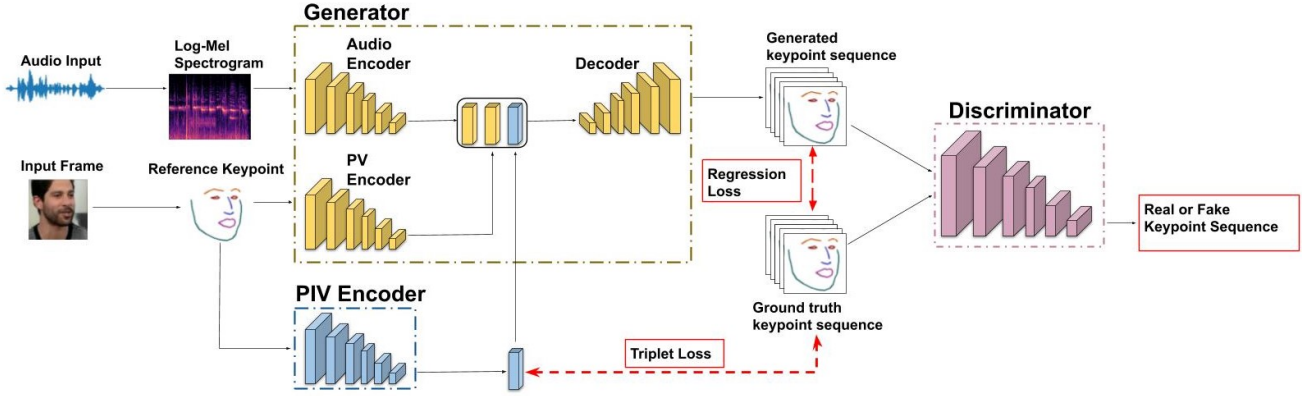 Generator
Audio Input
Log-Mel
Spectrogram
Audio
Encoder
Decoder
Generated
keypoint sequence
Discriminator
Input Frame
Reference Keypoint
PV
Encoder
Regression
Loss
Real or Fake
Keypoint Sequence
PIV Encoder
Ground truth
keypoint sequence
Triplet Loss